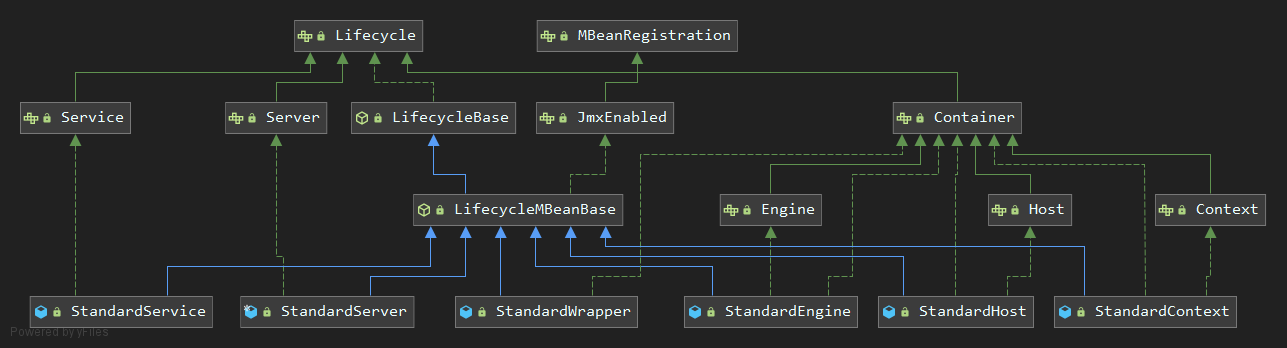 Lifecycle MBeanRegistration
Service Server LifecycleBase JmxEnabled Container
LifecycleMBeanBase Engine Host Context
StandardService StandardServer StandardWrapper StandardEngine StandardHost StandardContext
Powered by yFiles